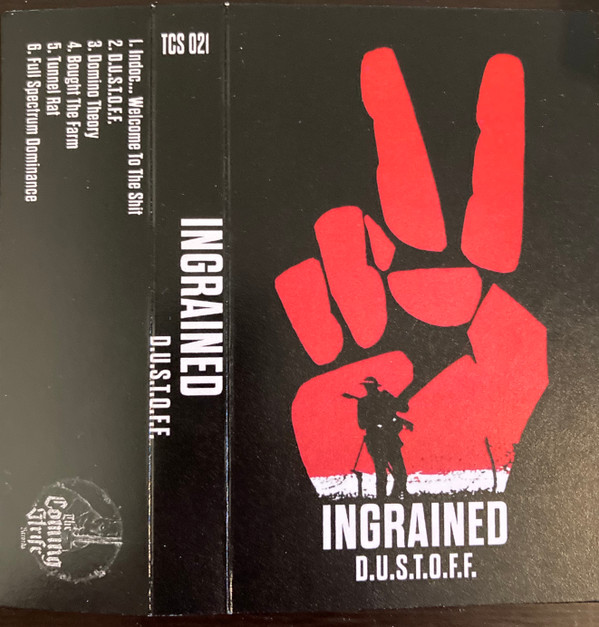 1. Indoc... Welcome To The Shit
2. D.U.S.T.O.F.F.
3. Domino Theory
4. Bought The Farm
5. Tunnel Rat
6. Full Spectrum Dominance
The
Coming
Strife
Records
TCS 021
INGRAINED
D.U.S.T.O.F.F.
INGRAINED
D.U.S.T.O.F.F.